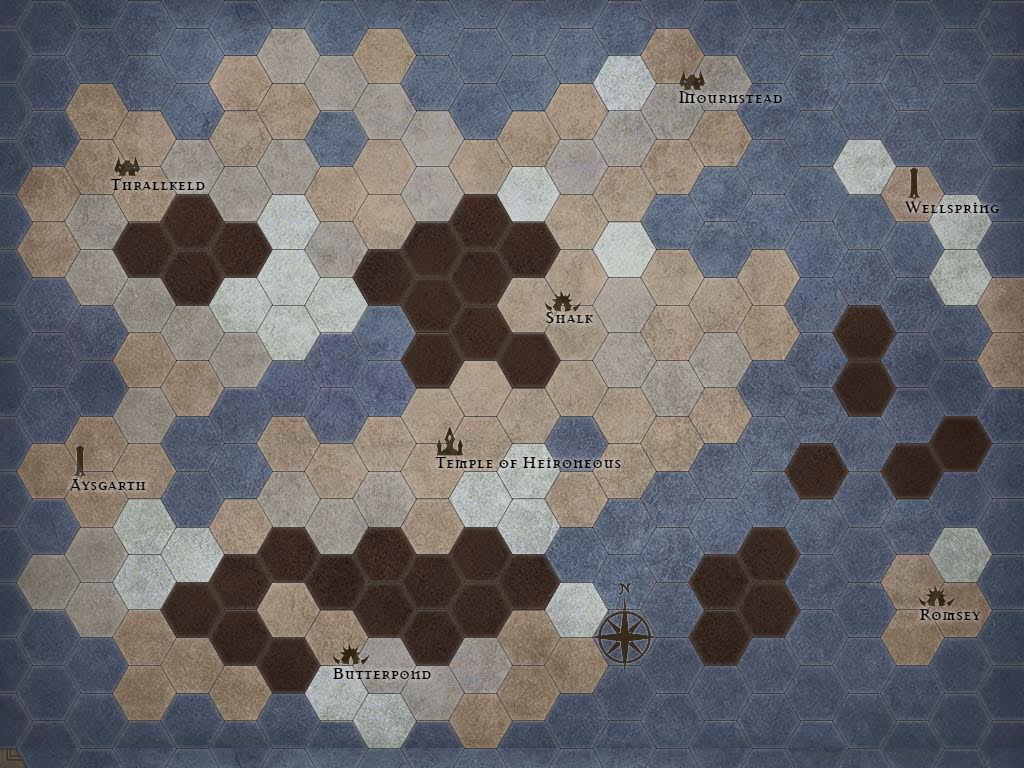 Mournstead
Thrallkeld
Wellspring
Shalk
Temple of Heironeous
Aysgarth
N
Romsey
Butterpond